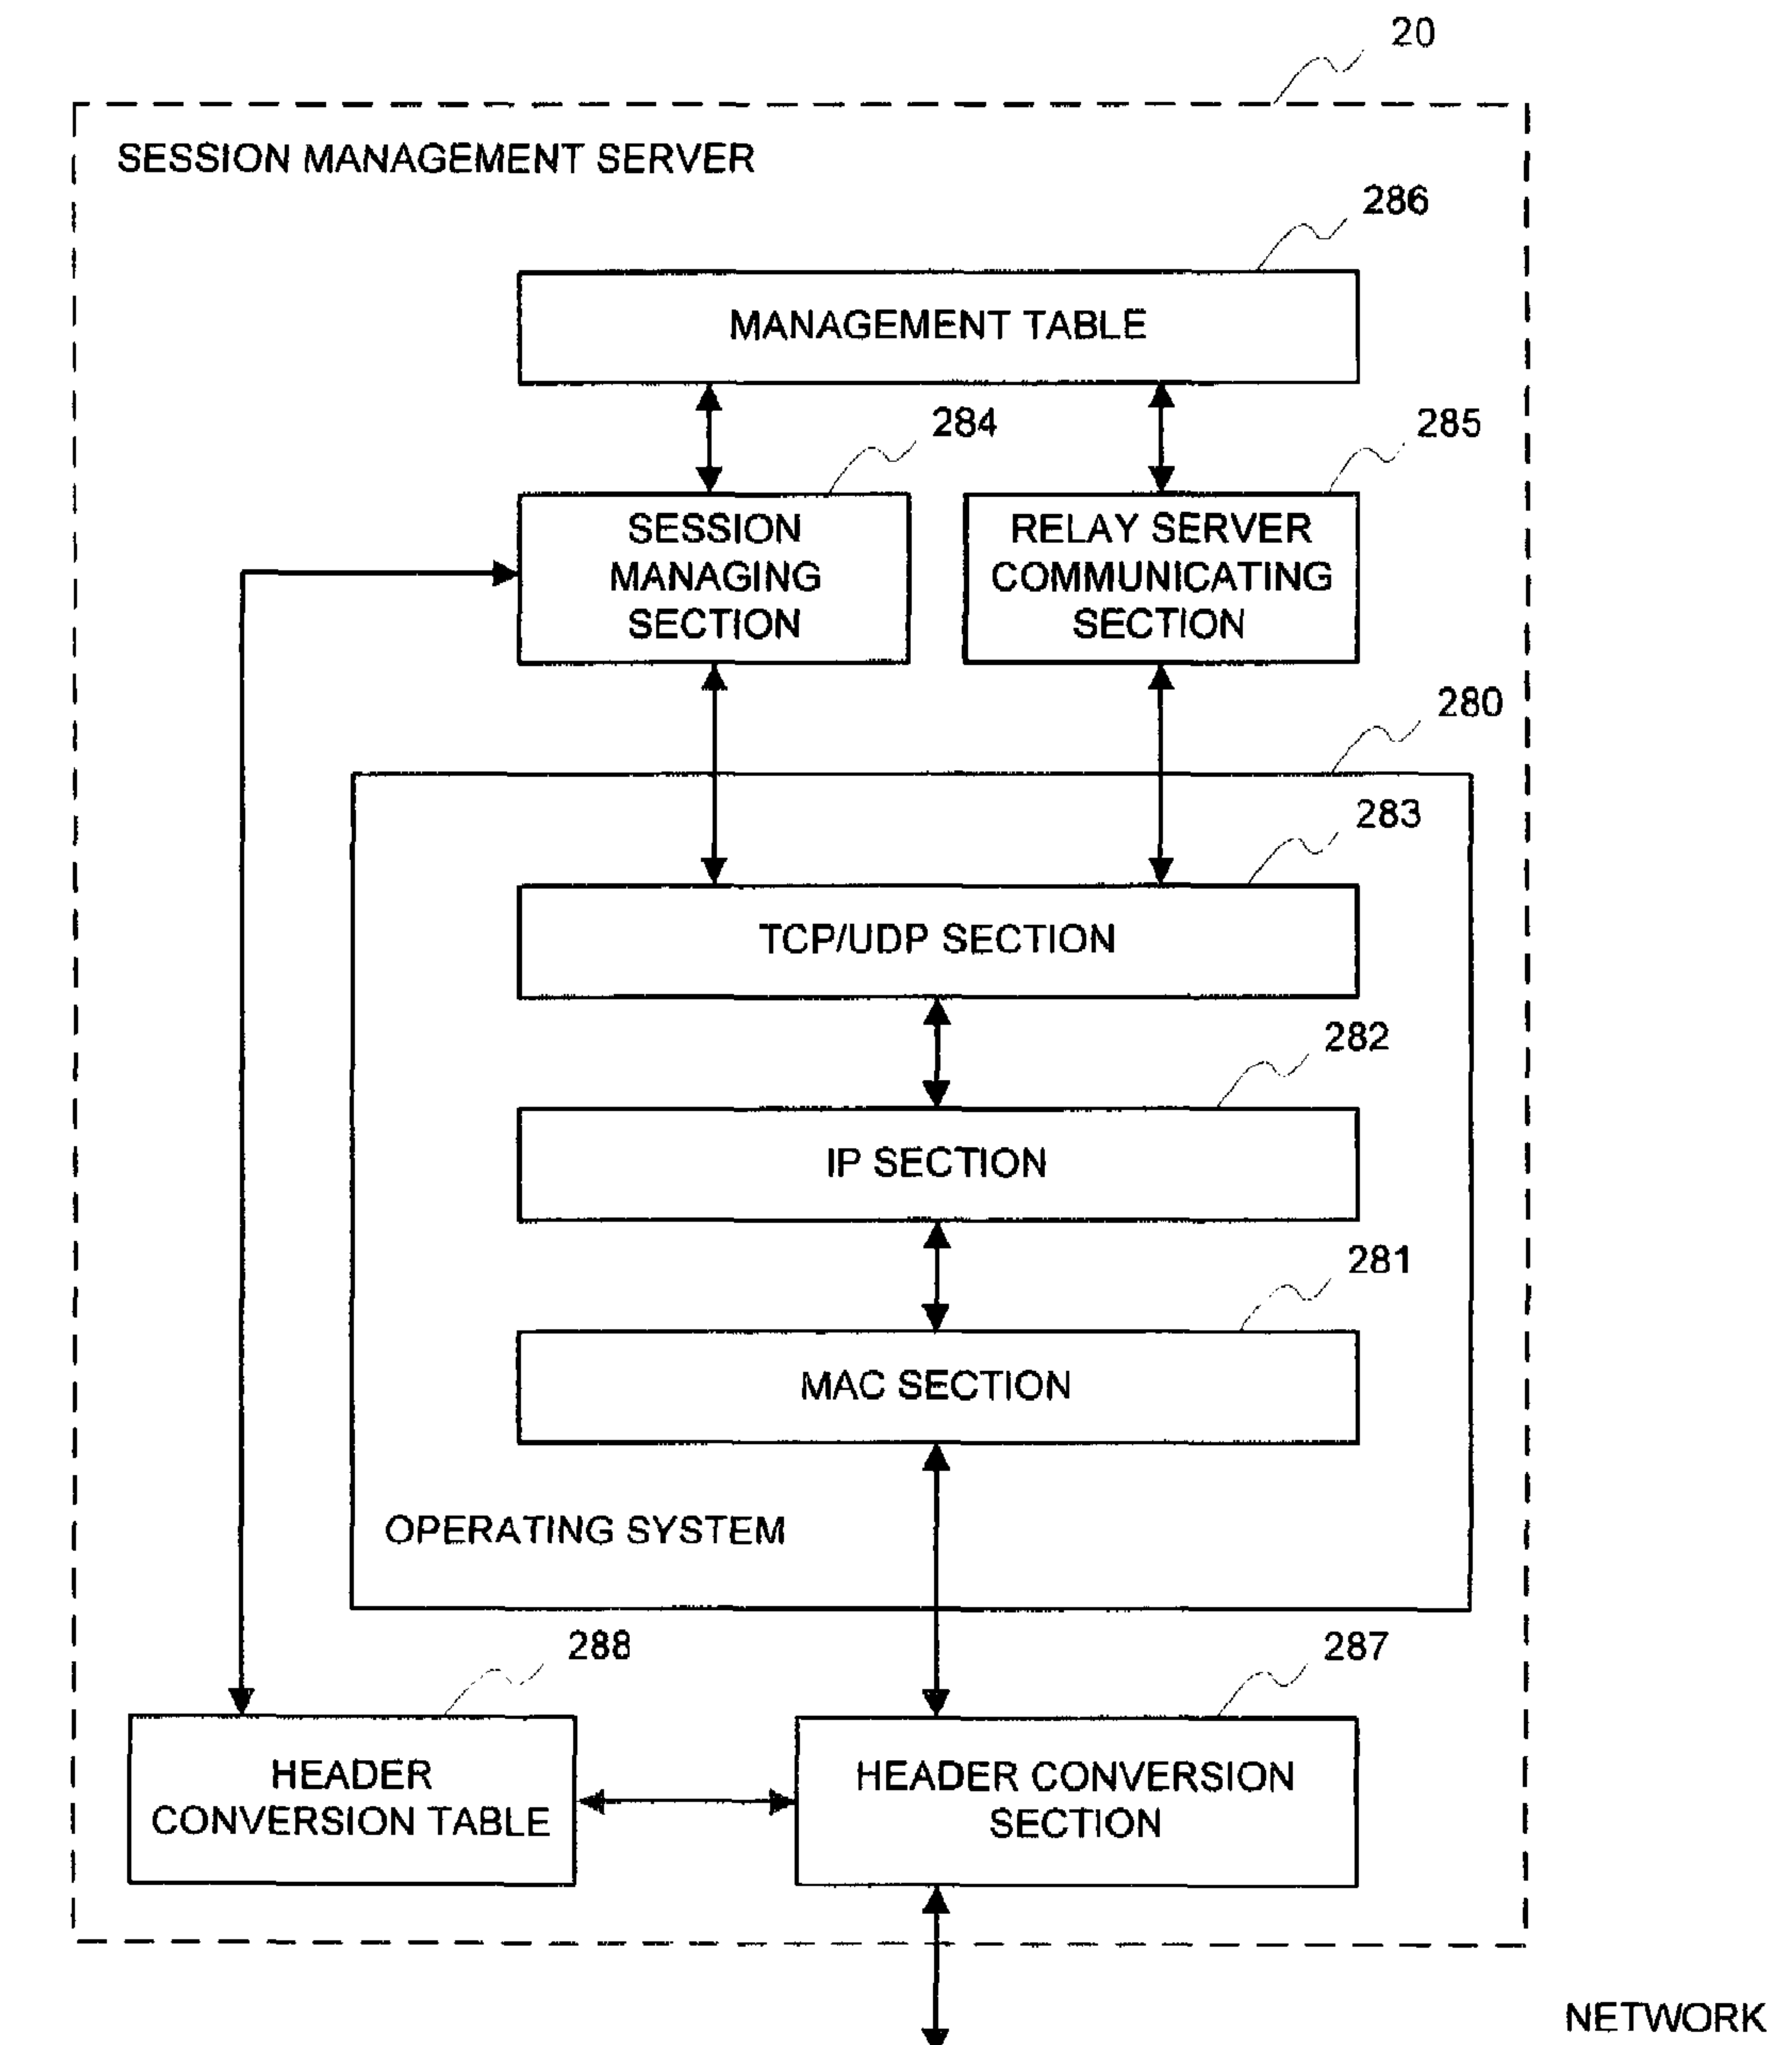 20
SESSION MANAGEMENT SERVER
286
MANAGEMENT TABLE
284
285
SESSION
MANAGING
SECTION
RELAY SERVER
COMMUNICATING
SECTION
280
283
TCP/UDP SECTION
282
IP SECTION
281
MAC SECTION
OPERATING SYSTEM
288
287
HEADER
CONVERSION TABLE
HEADER CONVERSION
SECTION
NETWORK